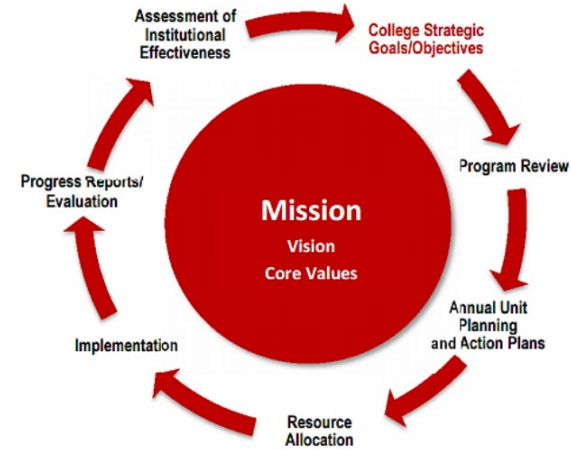 Assessment of
Institutional
Effectiveness
College Strategic
Goals/Objectives
Program Review
Annual Unit
Planning
and Action Plans
Resource
Allocation
Implementation
Progress Reports/
Evaluation
Mission
Vision
Core Values